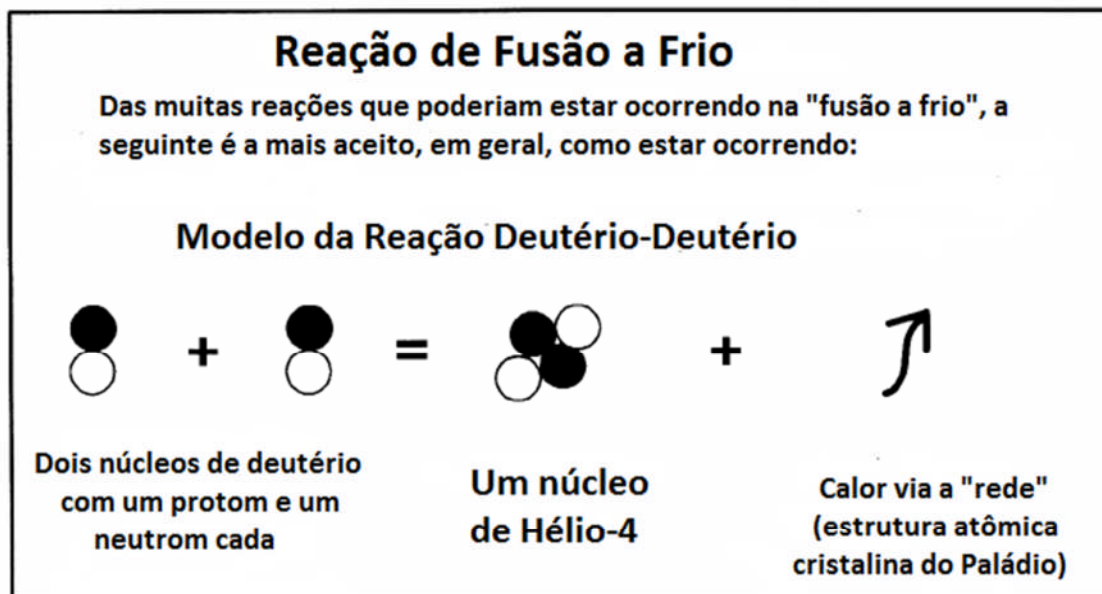 Reação de Fusão a Frio
Das muitas reações que poderiam estar ocorrendo na "fusão a frio", a
seguinte é a mais aceito, em geral, como estar ocorrendo:
Modelo da Reação Deutério-Deutério
+ + = +
Dois núcleos de deutério
com um protom e um
neutrom cada
Um núcleo
de Hélio-4
Calor via a "rede"
(estrutura atômica
cristalina do Paládio)